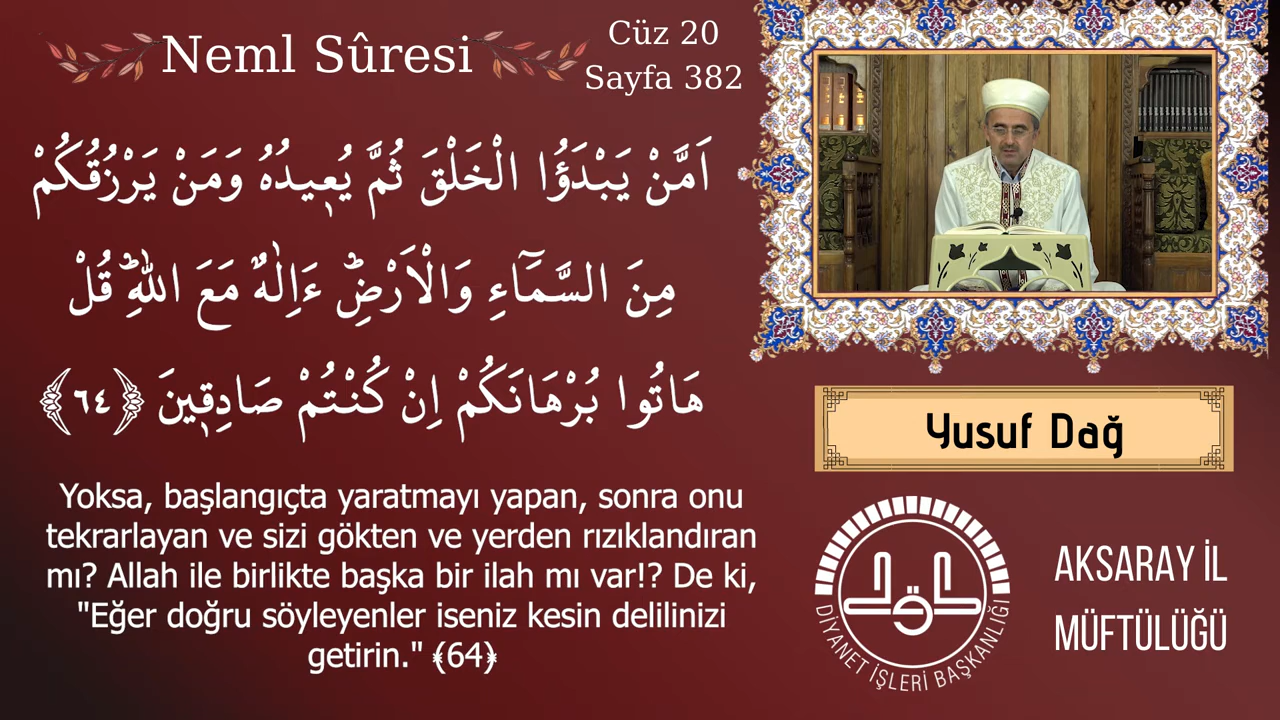 Neml Sûresi
Cüz 20
Sayfa 382
اَمَّنْ يَبْدَؤُا الْخَلْقَ ثُمَّ يُع۪يدُهُ وَمَنْ يَرْزُقُكُمْ
مِنَ السَّمَٓاءِ وَالْاَرْضِۜ ءَاِلٰهٌ مَعَ اللّٰهِۜ قُلْ
هَاتُوا بُرْهَانَكُمْ اِنْ كُنْتُمْ صَادِق۪ينَ ﴿٦٤﴾
Yoksa, başlangıçta yaratmayı yapan, sonra onu
tekrarlayan ve sizi gökten ve yerden rızıklandıran
mı? Allah ile birlikte başka bir ilah mı var!? De ki,
"Eğer doğru söyleyenler iseniz kesin delilinizi
getirin." ﴾64﴿
Yusuf Dağ
DİYANET İŞLERİ BAŞKANLIĞI
AKSARAY İL
MÜFTÜLÜĞÜ